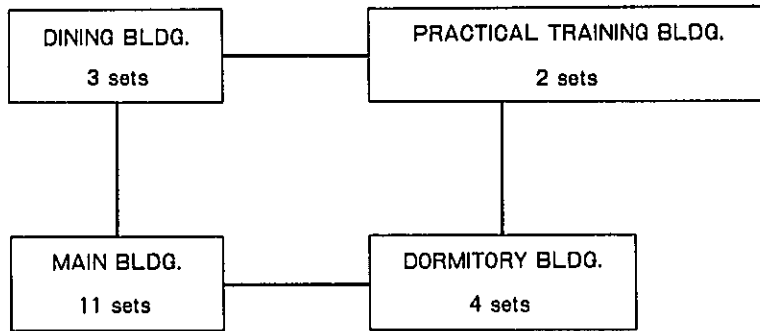 DINING BLDG.
3 sets
PRACTICAL TRAINING BLDG.
2 sets
MAIN BLDG.
11 sets
DORMITORY BLDG.
4 sets